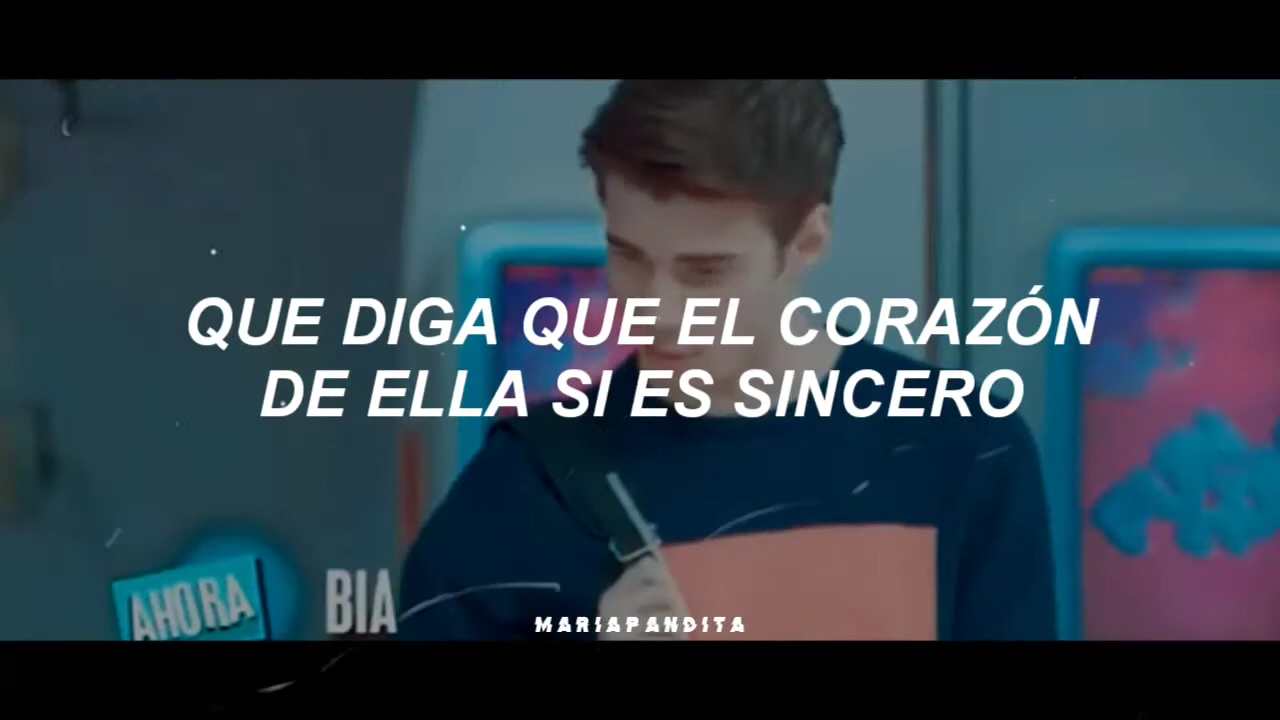 QUE DIGA QUE EL CORAZÓN
DE ELLA SI ES SINCERO
AHORA
BIA
MARIAPANDITA